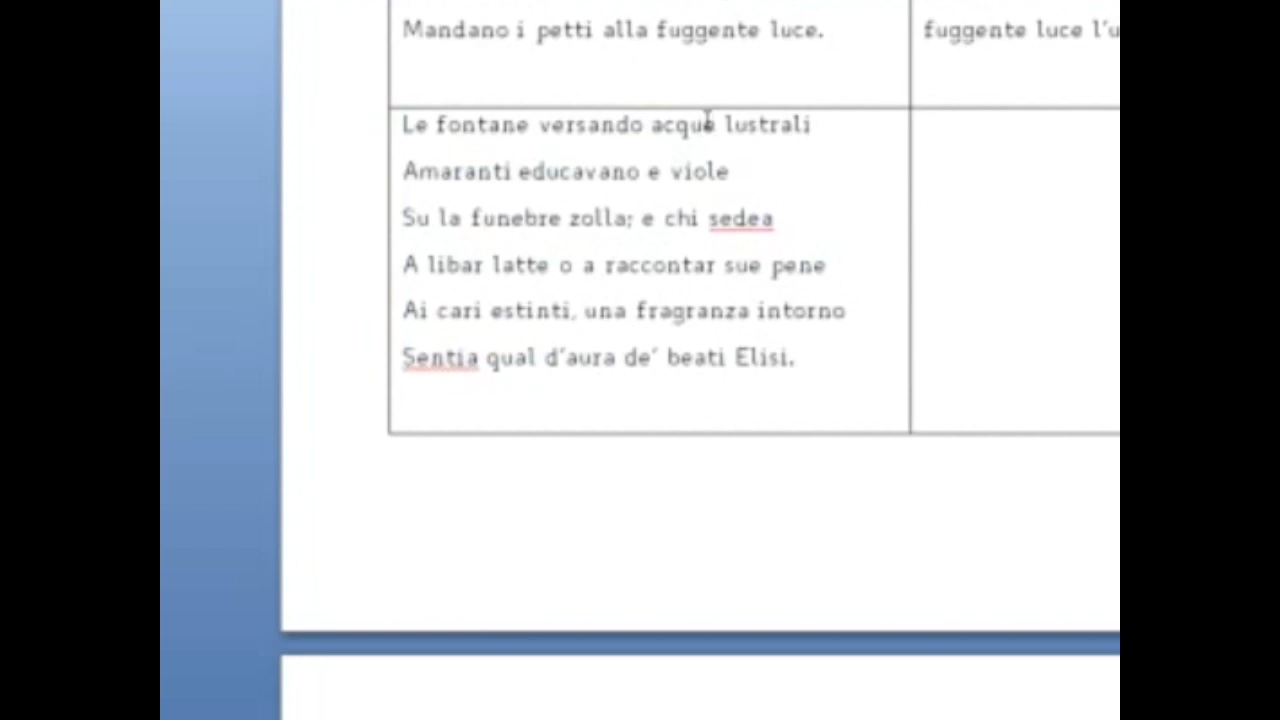 Mandano i petti alla fuggente luce.
fuggente luce l'u
Le fontane versando acque lustrali
Amaranti educavano e viole
Su la funebre zolla; e chi sedea
A libar latte o a raccontar sue pene
Ai cari estinti, una fragranza intorno
Sentia qual d'aura de' beati Elisi.